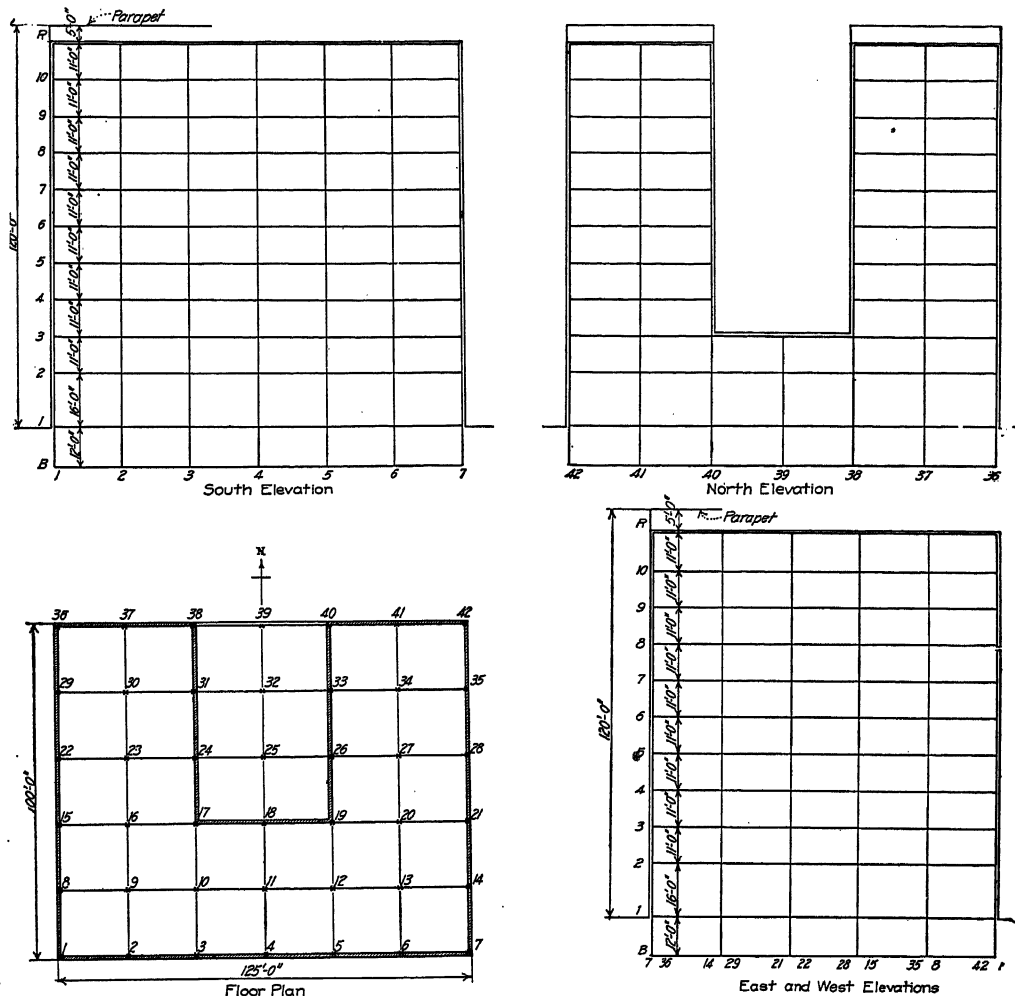 5'-0"
Parapet
R
11'-0"
10
11'-0"
9
11'-0"
8
11'-0"
7
11'-0"
6
11'-0"
5
11'-0"
4
11'-0"
3
11'-0"
2
16'-0"
1
12'-0"
B
120'-0"
1 2 3 4 5 6 7
South Elevation
42 41 40 39 38 37 36
North Elevation
N
36 37 38 39 40 41 42
29 30 31 32 33 34 35
22 23 24 25 26 27 28
15 16 17 18 19 20 21
8 9 10 11 12 13 14
1 2 3 4 5 6 7
100'-0"
125'-0"
Floor Plan
5'-0"
Parapet
R
11'-0"
10
11'-0"
9
11'-0"
8
11'-0"
7
11'-0"
6
11'-0"
5
11'-0"
4
11'-0"
3
11'-0"
2
16'-0"
1
12'-0"
B
120'-0"
7 36 14 29 21 22 28 15 35 8 42 1
East and West Elevations